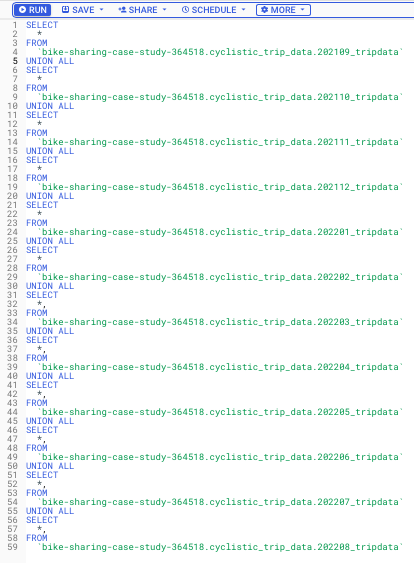 RUN SAVE SHARE SCHEDULE MORE
1 SELECT
2 *
3 FROM
4 `bike-sharing-case-study-364518.cyclistic_trip_data.202109_tripdata`
5 UNION ALL
6 SELECT
7 *
8 FROM
9 `bike-sharing-case-study-364518.cyclistic_trip_data.202110_tripdata`
10 UNION ALL
11 SELECT
12 *
13 FROM
14 `bike-sharing-case-study-364518.cyclistic_trip_data.202111_tripdata`
15 UNION ALL
16 SELECT
17 *
18 FROM
19 `bike-sharing-case-study-364518.cyclistic_trip_data.202112_tripdata`
20 UNION ALL
21 SELECT
22 *
23 FROM
24 `bike-sharing-case-study-364518.cyclistic_trip_data.202201_tripdata`
25 UNION ALL
26 SELECT
27 *
28 FROM
29 `bike-sharing-case-study-364518.cyclistic_trip_data.202202_tripdata`
30 UNION ALL
31 SELECT
32 *,
33 FROM
34 `bike-sharing-case-study-364518.cyclistic_trip_data.202203_tripdata`
35 UNION ALL
36 SELECT
37 *,
38 FROM
39 `bike-sharing-case-study-364518.cyclistic_trip_data.202204_tripdata`
40 UNION ALL
41 SELECT
42 *,
43 FROM
44 `bike-sharing-case-study-364518.cyclistic_trip_data.202205_tripdata`
45 UNION ALL
46 SELECT
47 *,
48 FROM
49 `bike-sharing-case-study-364518.cyclistic_trip_data.202206_tripdata`
50 UNION ALL
51 SELECT
52 *,
53 FROM
54 `bike-sharing-case-study-364518.cyclistic_trip_data.202207_tripdata`
55 UNION ALL
56 SELECT
57 *,
58 FROM
59 `bike-sharing-case-study-364518.cyclistic_trip_data.202208_tripdata`